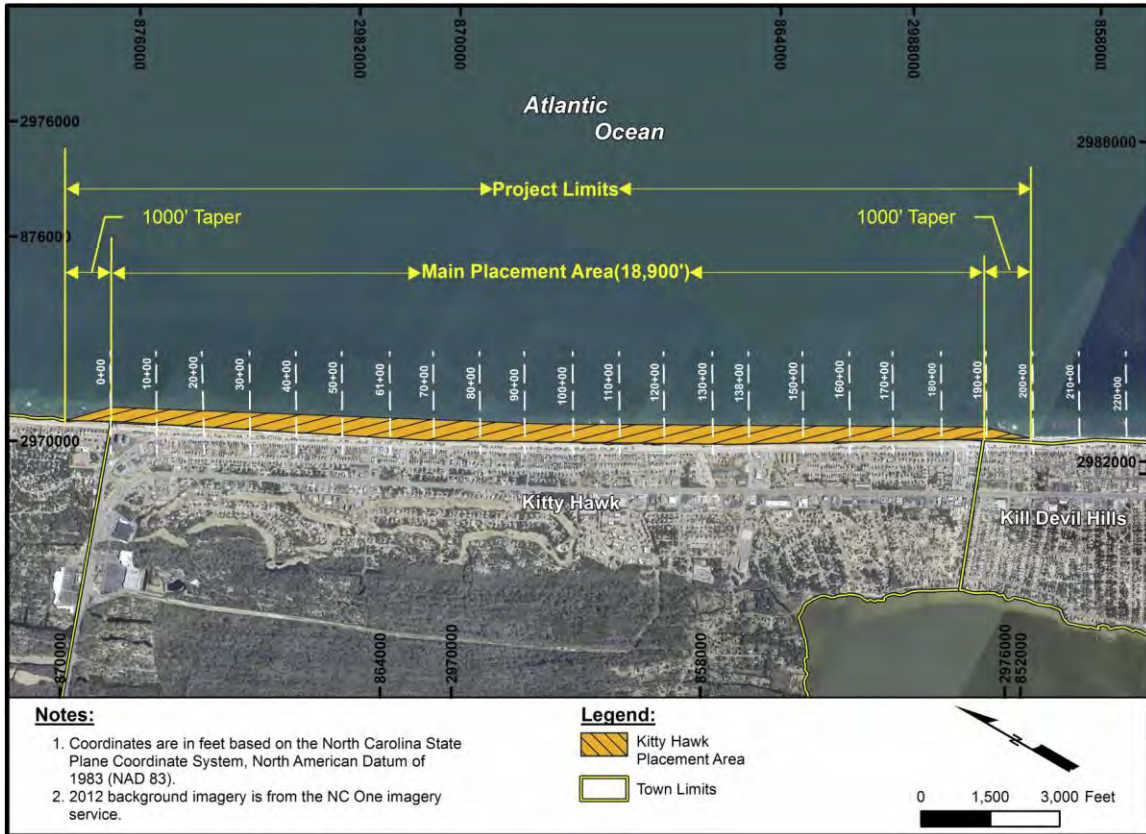 876000
2982000
870000
864000
2988000
858000
Atlantic
Ocean
2976000
2988000
Project Limits
1000' Taper
1000' Taper
876000
Main Placement Area(18,900')
0+00
10+00
20+00
30+00
40+00
50+00
61+00
70+00
80+00
90+00
100+00
110+00
120+00
130+00
138+00
150+00
160+00
170+00
180+00
190+00
200+00
210+00
220+00
2970000
2982000
Kitty Hawk
Kill Devil Hills
870000
864000
2970000
858000
2976000
852000
Notes:
1. Coordinates are in feet based on the North Carolina State
Plane Coordinate System, North American Datum of
1983 (NAD 83).
2. 2012 background imagery is from the NC One imagery
service.
Legend:
Kitty Hawk
Placement Area
Town Limits
N
0 1,500 3,000 Feet